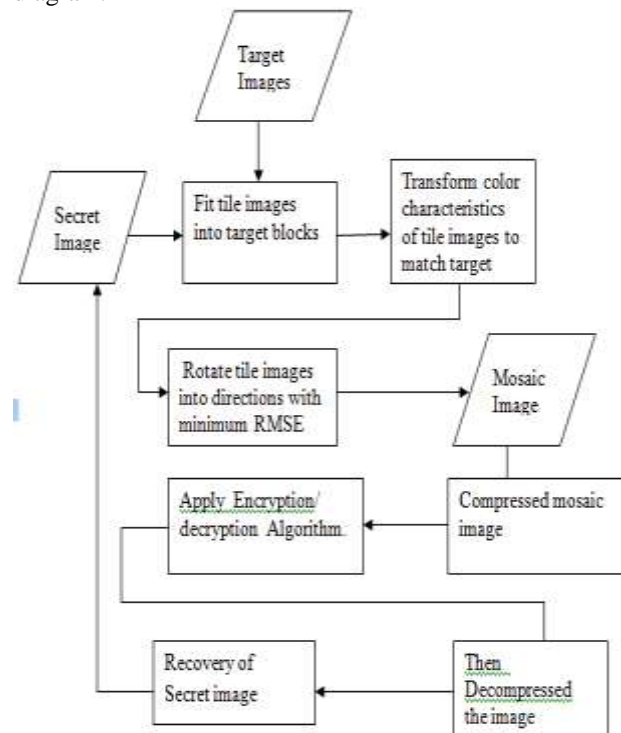 diagram.
Target
Images
Secret
Image
Fit tile images
into target blocks
Transform color
characteristics
of tile images to
match target
Rotate tile images
into directions with
minimum RMSE
Mosaic
Image
Apply Encryption/
decryption Algorithm.
Compressed mosaic
image
Recovery of
Secret image
Then
Decompressed
the image